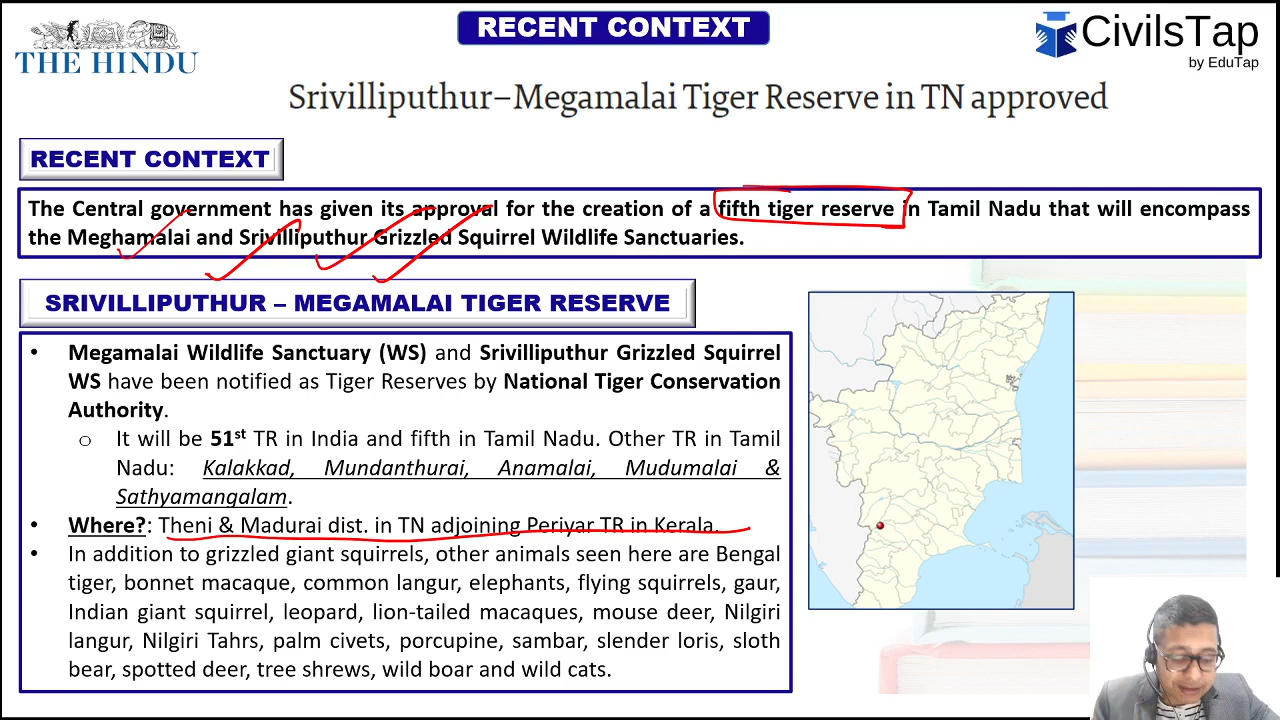 RECENT CONTEXT
THE HINDU
CivilsTap
by EduTap
Srivilliputhur–Megamalai Tiger Reserve in TN approved
RECENT CONTEXT
The Central government has given its approval for the creation of a fifth tiger reserve in Tamil Nadu that will encompass
the Meghamalai and Srivilliputhur Grizzled Squirrel Wildlife Sanctuaries.
SRIVILLIPUTHUR – MEGAMALAI TIGER RESERVE
• Megamalai Wildlife Sanctuary (WS) and Srivilliputhur Grizzled Squirrel
WS have been notified as Tiger Reserves by National Tiger Conservation
Authority.
o It will be 51st TR in India and fifth in Tamil Nadu. Other TR in Tamil
Nadu: Kalakkad, Mundanthurai, Anamalai, Mudumalai &
Sathyamangalam.
• Where?: Theni & Madurai dist. in TN adjoining Periyar TR in Kerala.
• In addition to grizzled giant squirrels, other animals seen here are Bengal
tiger, bonnet macaque, common langur, elephants, flying squirrels, gaur,
Indian giant squirrel, leopard, lion-tailed macaques, mouse deer, Nilgiri
langur, Nilgiri Tahrs, palm civets, porcupine, sambar, slender loris, sloth
bear, spotted deer, tree shrews, wild boar and wild cats.